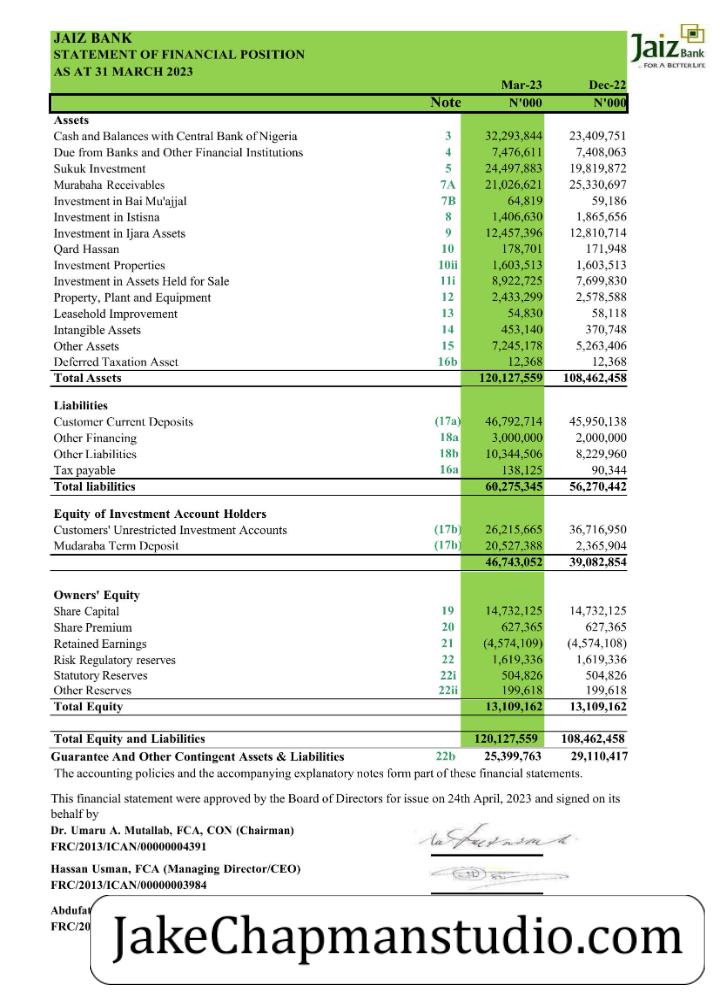 JAIZ BANK
STATEMENT OF FINANCIAL POSITION
AS AT 31 MARCH 2023
Jaiz Bank
FOR A BETTER LIFE
Mar-23 Dec-22
Note N'000 N'000
Assets
Cash and Balances with Central Bank of Nigeria 3 32,293,844 23,409,751
Due from Banks and Other Financial Institutions 4 7,476,611 7,408,063
Sukuk Investment 5 24,497,883 19,819,872
Murabaha Receivables 7A 21,026,621 25,330,697
Investment in Bai Mu'ajjal 7B 64,819 59,186
Investment in Istisna 8 1,406,630 1,865,656
Investment in Ijara Assets 9 12,457,396 12,810,714
Qard Hassan 10 178,701 171,948
Investment Properties 10ii 1,603,513 1,603,513
Investment in Assets Held for Sale 11i 8,922,725 7,699,830
Property, Plant and Equipment 12 2,433,299 2,578,588
Leasehold Improvement 13 54,830 58,118
Intangible Assets 14 453,140 370,748
Other Assets 15 7,245,178 5,263,406
Deferred Taxation Asset 16b 12,368 12,368
Total Assets 120,127,559 108,462,458
Liabilities
Customer Current Deposits (17a) 46,792,714 45,950,138
Other Financing 18a 3,000,000 2,000,000
Other Liabilities 18b 10,344,506 8,229,960
Tax payable 16a 138,125 90,344
Total liabilities 60,275,345 56,270,442
Equity of Investment Account Holders
Customers' Unrestricted Investment Accounts (17b) 26,215,665 36,716,950
Mudaraba Term Deposit (17b) 20,527,388 2,365,904
46,743,052 39,082,854
Owners' Equity
Share Capital 19 14,732,125 14,732,125
Share Premium 20 627,365 627,365
Retained Earnings 21 (4,574,109) (4,574,108)
Risk Regulatory reserves 22 1,619,336 1,619,336
Statutory Reserves 22i 504,826 504,826
Other Reserves 22ii 199,618 199,618
Total Equity 13,109,162 13,109,162
Total Equity and Liabilities 120,127,559 108,462,458
Guarantee And Other Contingent Assets & Liabilities 22b 25,399,763 29,110,417
The accounting policies and the accompanying explanatory notes form part of these financial statements.
This financial statement were approved by the Board of Directors for issue on 24th April, 2023 and signed on its
behalf by
Dr. Umaru A. Mutallab, FCA, CON (Chairman)
FRC/2013/ICAN/00000004391
Hassan Usman, FCA (Managing Director/CEO)
FRC/2013/ICAN/00000003984
JakeChapmanstudio.com